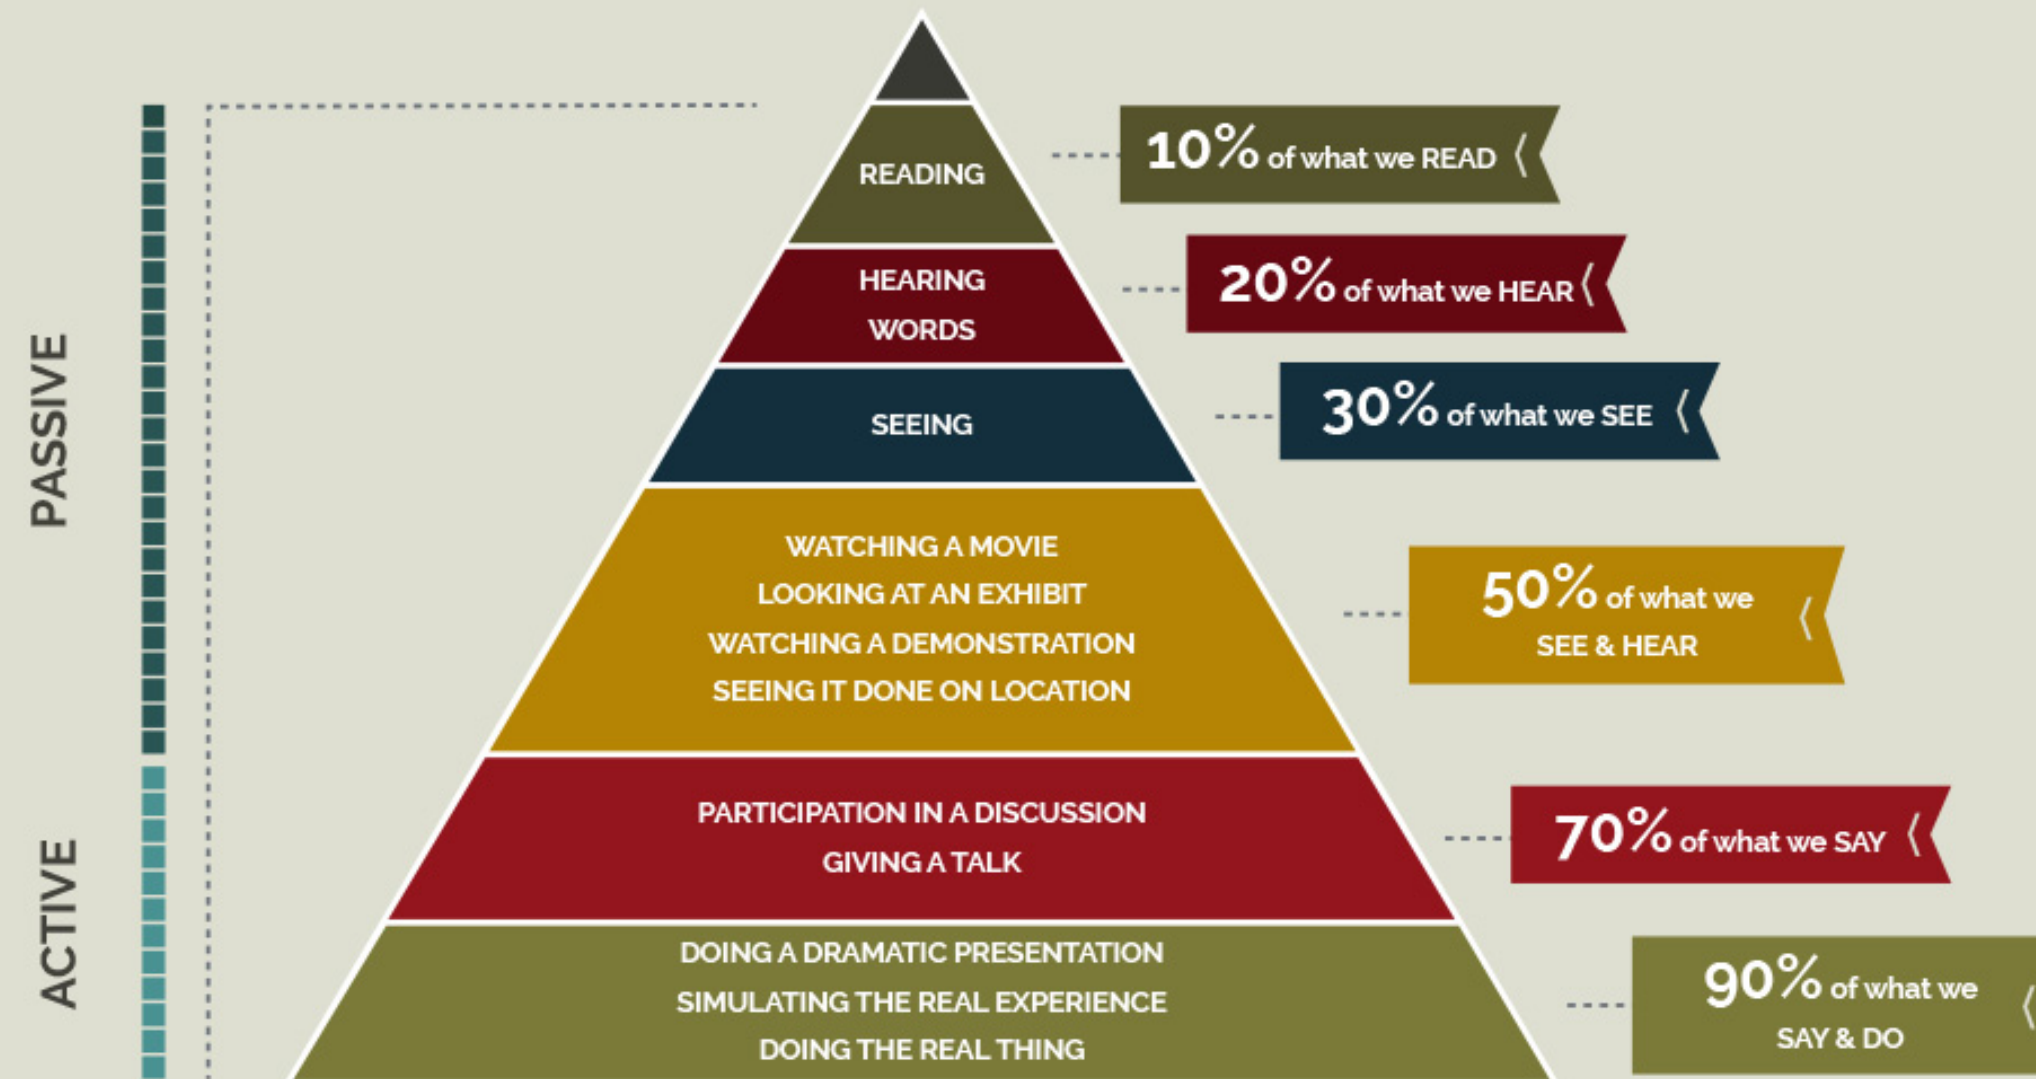 PASSIVE
ACTIVE
READING
10% of what we READ
HEARING
WORDS
20% of what we HEAR
SEEING
30% of what we SEE
WATCHING A MOVIE
LOOKING AT AN EXHIBIT
WATCHING A DEMONSTRATION
SEEING IT DONE ON LOCATION
50% of what we
SEE & HEAR
PARTICIPATION IN A DISCUSSION
GIVING A TALK
70% of what we SAY
DOING A DRAMATIC PRESENTATION
SIMULATING THE REAL EXPERIENCE
DOING THE REAL THING
90% of what we
SAY & DO